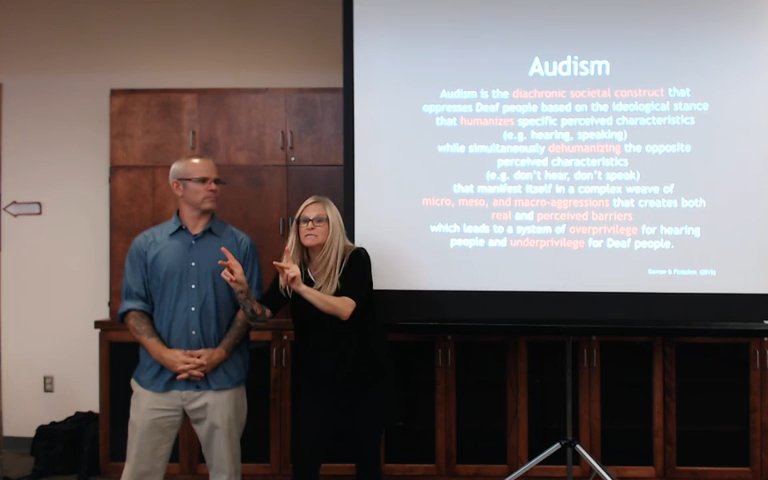 Audism
Audism is the diachronic societal construct that
oppresses Deaf people based on the ideological stance
that humanizes specific perceived characteristics
(e.g. hearing, speaking)
while simultaneously dehumanizing the opposite
perceived characteristics
(e.g. don't hear, don't speak)
that manifest itself in a complex weave of
micro, meso, and macro-aggressions that creates both
real and perceived barriers
which leads to a system of overprivilege for hearing
people and underprivilege for Deaf people.